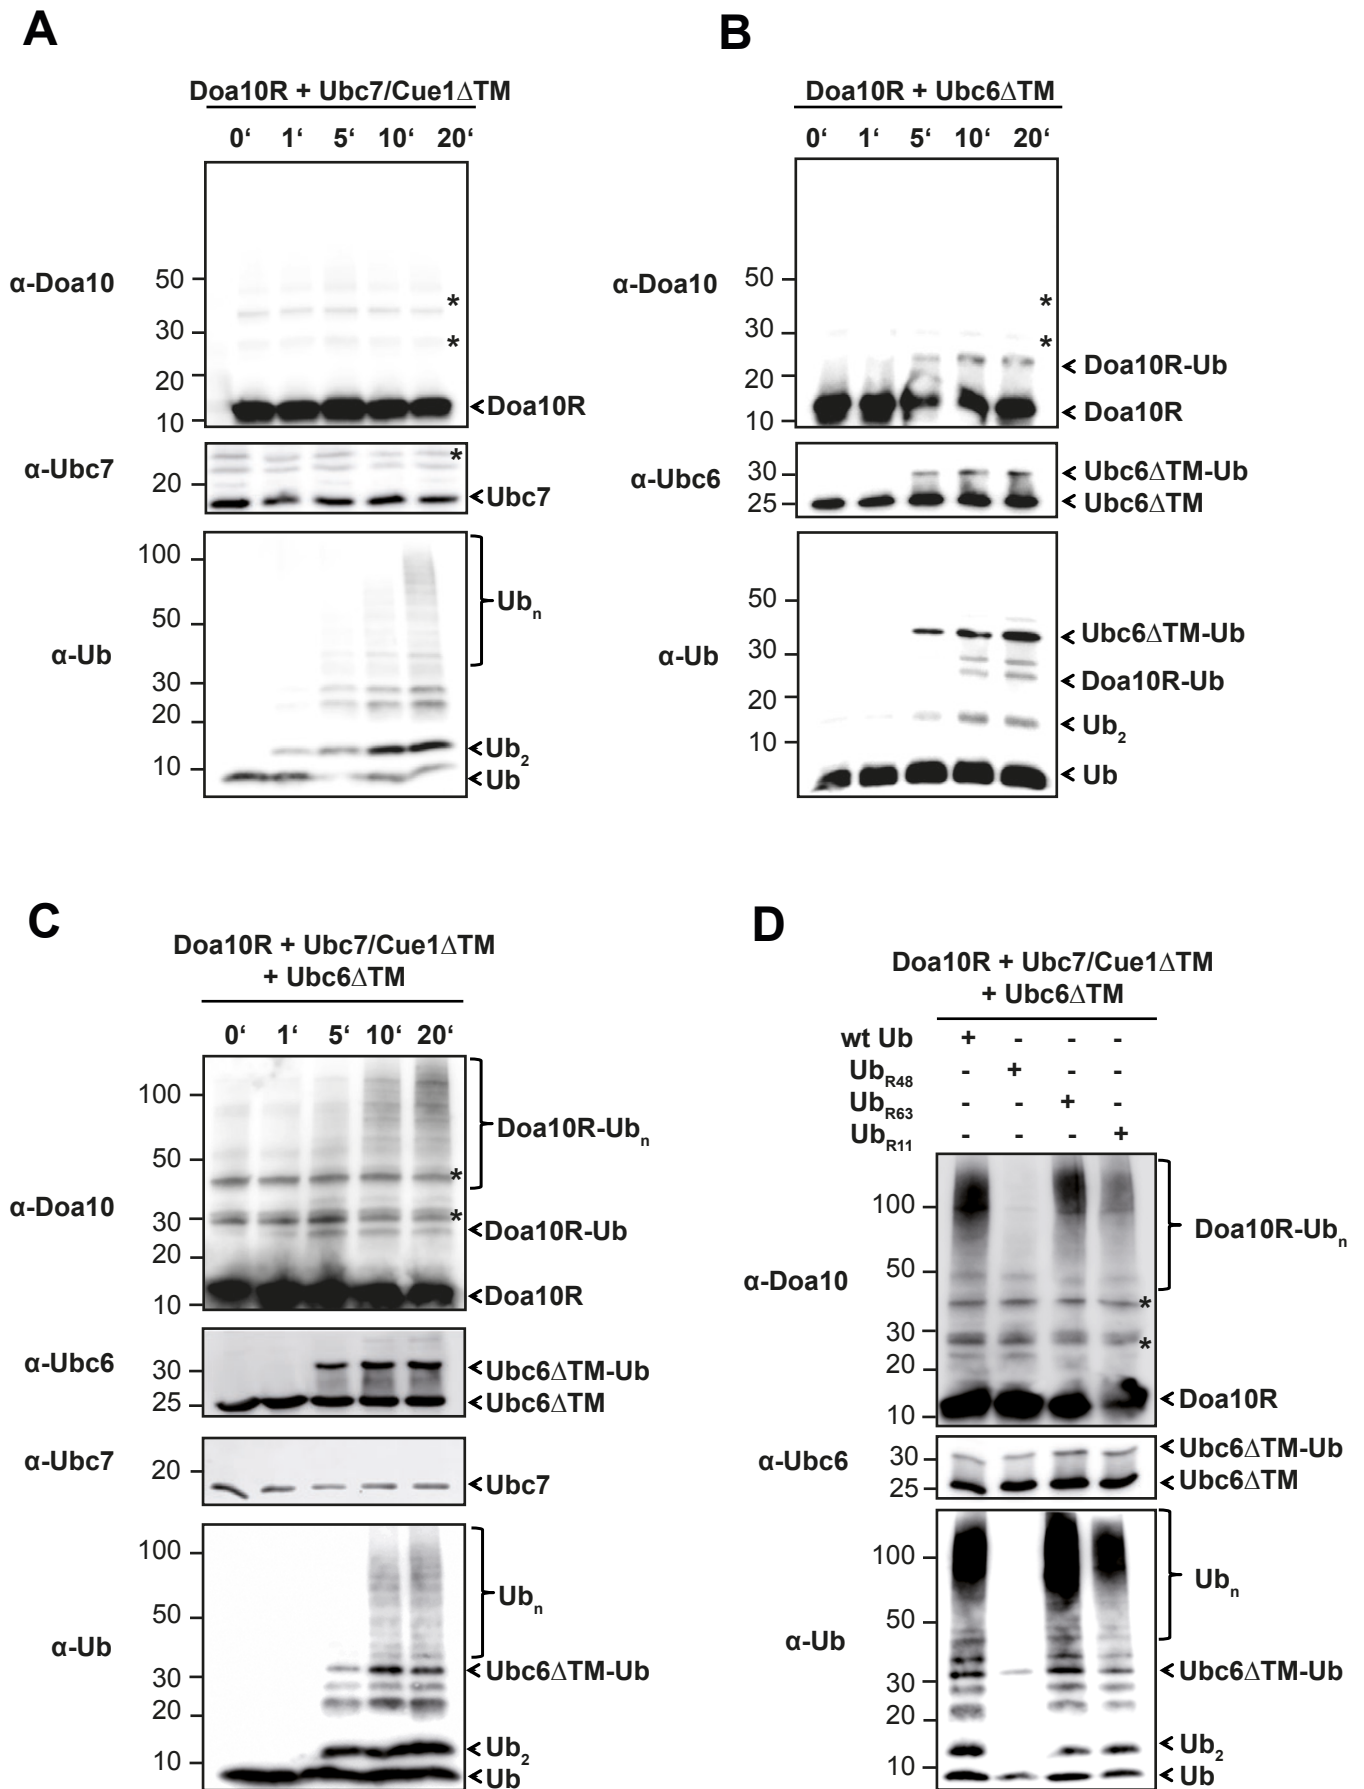 A
Doa10R + Ubc7/Cue1ΔTM
0‘ 1‘ 5‘ 10‘ 20‘
α-Doa10
50
30
20
10
*
*
<Doa10R
α-Ubc7
20
*
<Ubc7
α-Ub
100
50
30
20
10
Ubn
<Ub2
<Ub
B
Doa10R + Ubc6ΔTM
0‘ 1‘ 5‘ 10‘ 20‘
α-Doa10
50
30
20
10
*
*
< Doa10R-Ub
< Doa10R
α-Ubc6
30
25
< Ubc6ΔTM-Ub
< Ubc6ΔTM
α-Ub
50
30
20
10
< Ubc6ΔTM-Ub
< Doa10R-Ub
< Ub2
< Ub
C
Doa10R + Ubc7/Cue1ΔTM
+ Ubc6ΔTM
0‘ 1‘ 5‘ 10‘ 20‘
α-Doa10
100
50
30
20
10
Doa10R-Ubn
*
*
<Doa10R-Ub
<Doa10R
α-Ubc6
30
25
<Ubc6ΔTM-Ub
<Ubc6ΔTM
α-Ubc7
20
<Ubc7
α-Ub
100
50
30
20
10
Ubn
<Ubc6ΔTM-Ub
<Ub2
<Ub
D
Doa10R + Ubc7/Cue1ΔTM
+ Ubc6ΔTM
wt Ub + - - -
UbR48 - + - -
UbR63 - - + -
UbR11 - - - +
α-Doa10
100
50
30
20
10
Doa10R-Ubn
*
*
<Doa10R
α-Ubc6
30
25
<Ubc6ΔTM-Ub
<Ubc6ΔTM
α-Ub
100
50
30
20
10
Ubn
<Ubc6ΔTM-Ub
<Ub2
<Ub